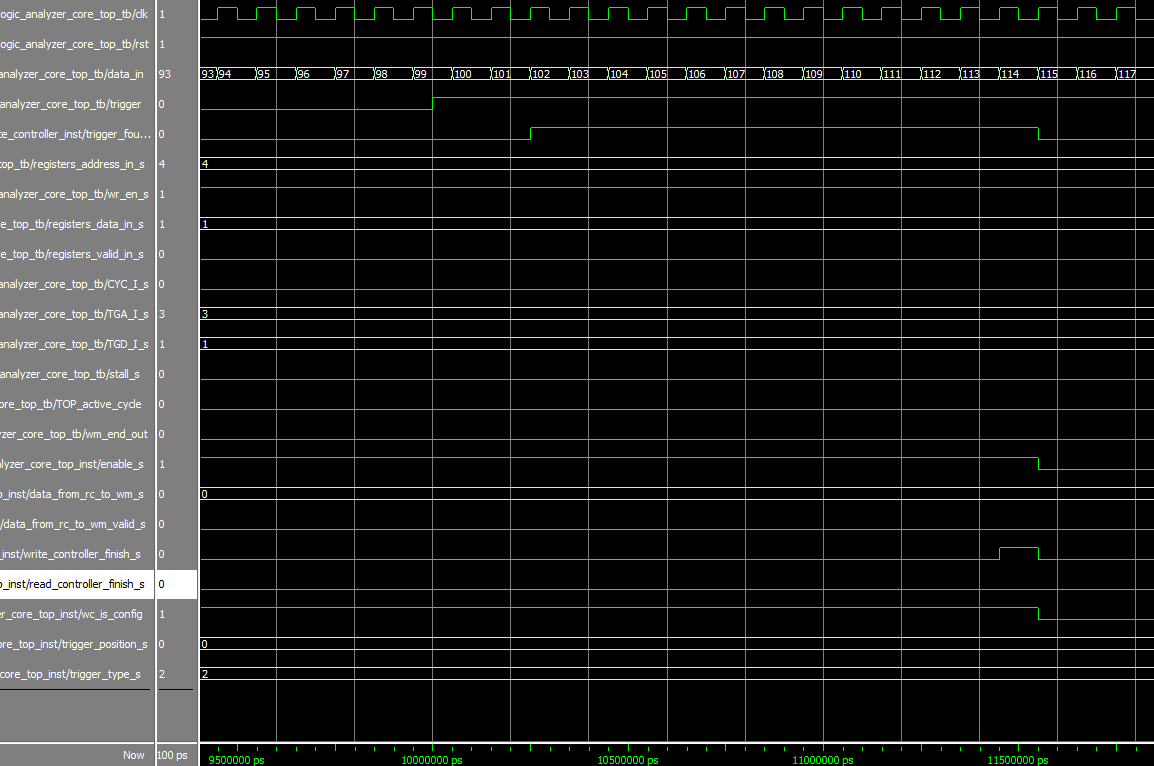 ogic_analyzer_core_top_tb/clk 1
ogic_analyzer_core_top_tb/rst 1
analyzer_core_top_tb/data_in 93 93 94 95 96 97 98 99 100 101 102 103 104 105 106 107 108 109 110 111 112 113 114 115 116 117
analyzer_core_top_tb/trigger 0
te_controller_inst/trigger_fou... 0
top_tb/registers_address_in_s 4 4
analyzer_core_top_tb/wr_en_s 1
e_top_tb/registers_data_in_s 1 1
e_top_tb/registers_valid_in_s 0
analyzer_core_top_tb/CYC_I_s 0
analyzer_core_top_tb/TGA_I_s 3 3
analyzer_core_top_tb/TGD_I_s 1 1
analyzer_core_top_tb/stall_s 0
ore_top_tb/TOP_active_cycle 0
yzer_core_top_tb/wm_end_out 0
alyzer_core_top_inst/enable_s 1
p_inst/data_from_rc_to_wm_s 0 0
/data_from_rc_to_wm_valid_s 0
_inst/write_controller_finish_s 0
p_inst/read_controller_finish_s 0
er_core_top_inst/wc_is_config 1
ore_top_inst/trigger_position_s 0 0
core_top_inst/trigger_type_s 2 2
Now 100 ps 9500000 ps 10000000 ps 10500000 ps 11000000 ps 11500000 ps